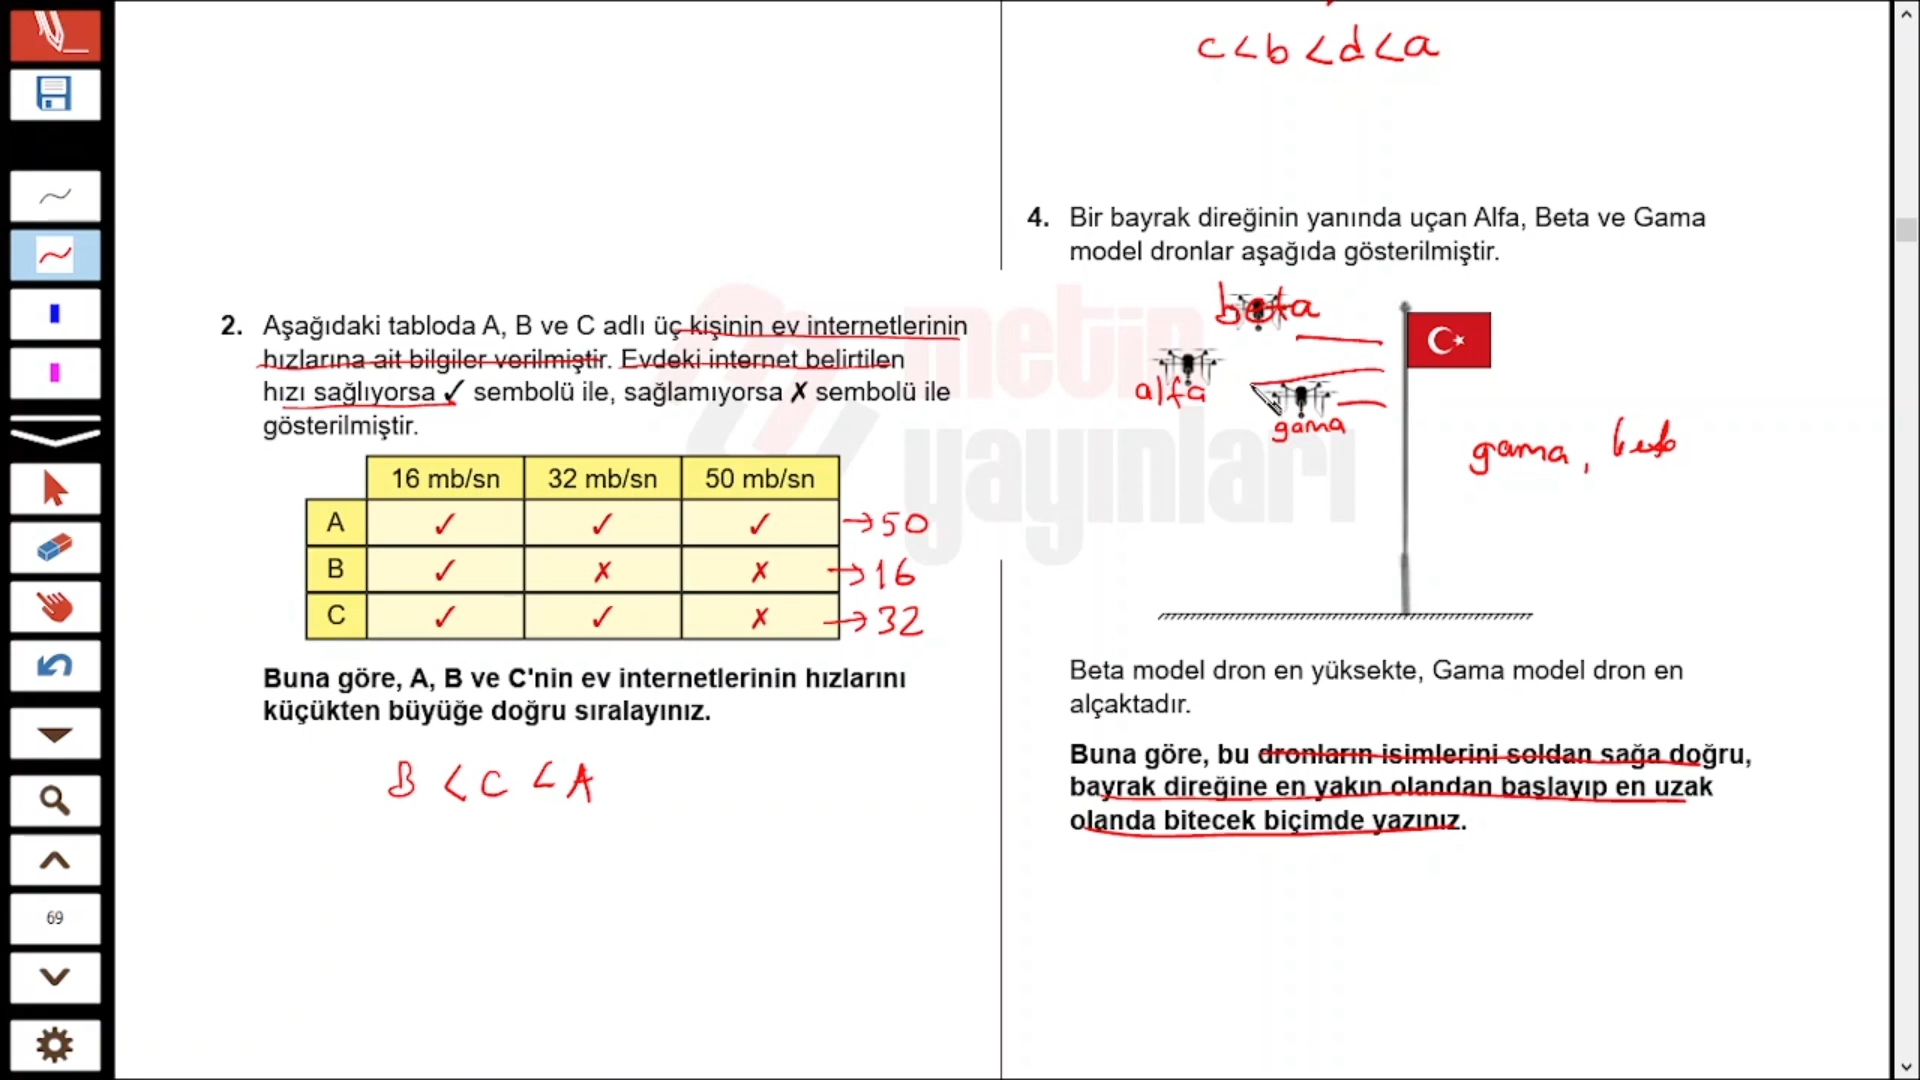 c < b < d < a
2. Aşağıdaki tabloda A, B ve C adlı üç kişinin ev internetlerinin
hızlarına ait bilgiler verilmiştir. Evdeki internet belirtilen
hızı sağlıyorsa ✓ sembolü ile, sağlamıyorsa ✗ sembolü ile
gösterilmiştir.
16 mb/sn 32 mb/sn 50 mb/sn
A ✓ ✓ ✓ → 50
B ✓ ✗ ✗ → 16
C ✓ ✓ ✗ → 32
Buna göre, A, B ve C'nin ev internetlerinin hızlarını
küçükten büyüğe doğru sıralayınız.
B < C < A
4. Bir bayrak direğinin yanında uçan Alfa, Beta ve Gama
model dronlar aşağıda gösterilmiştir.
beta
alfa
gama
gama,
Beta model dron en yüksekte, Gama model dron en
alçaktadır.
Buna göre, bu dronların isimlerini soldan sağa doğru,
bayrak direğine en yakın olandan başlayıp en uzak
olanda bitecek biçimde yazınız.
metin
yayınları
69